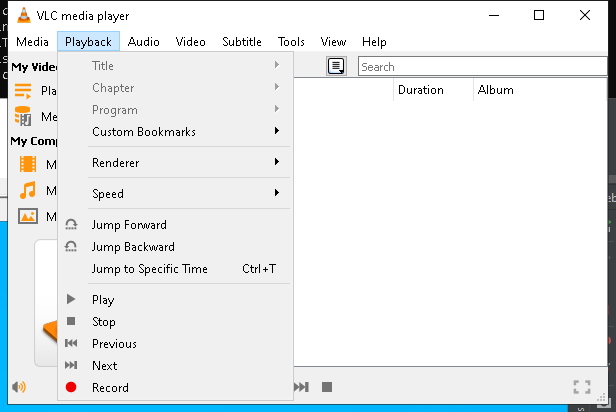 VLC media player
Media Playback Audio Video Subtitle Tools View Help
Title
Chapter
Program
Custom Bookmarks
Renderer
Speed
Jump Forward
Jump Backward
Jump to Specific Time Ctrl+T
Play
Stop
Previous
Next
Record
My Video
Pla
Me
My Comp
M
M
M
Search
Duration Album